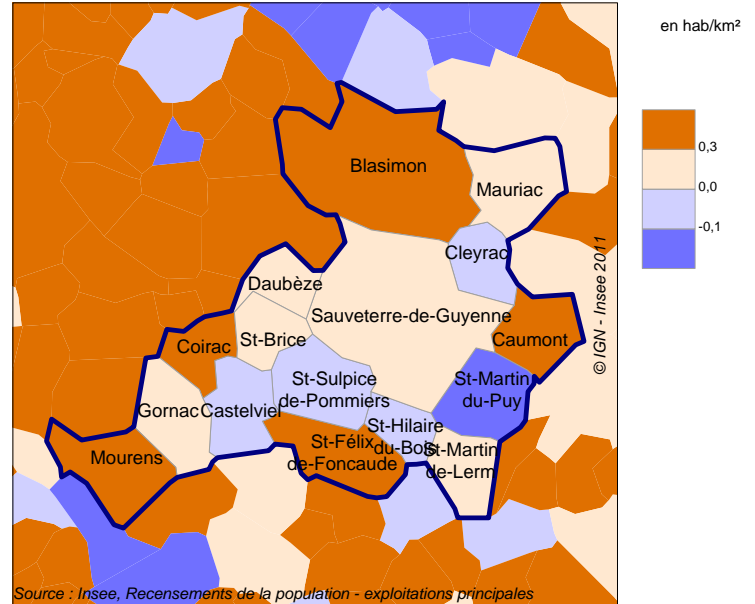 en hab/km²
0,3
0,0
-0,1
Blasimon
Mauriac
Cleyrac
Daubèze
Sauveterre-de-Guyenne
St-Brice
Caumont
Coirac
St-Sulpice
de-Pommiers
St-Martin
du-Puy
Gornac
Castelviel
St-Hilaire
du-Bois
St-Félix
de-Foncaude
St-Martin
de-Lerm
Mourens
© IGN - Insee 2011
Source : Insee, Recensements de la population - exploitations principales